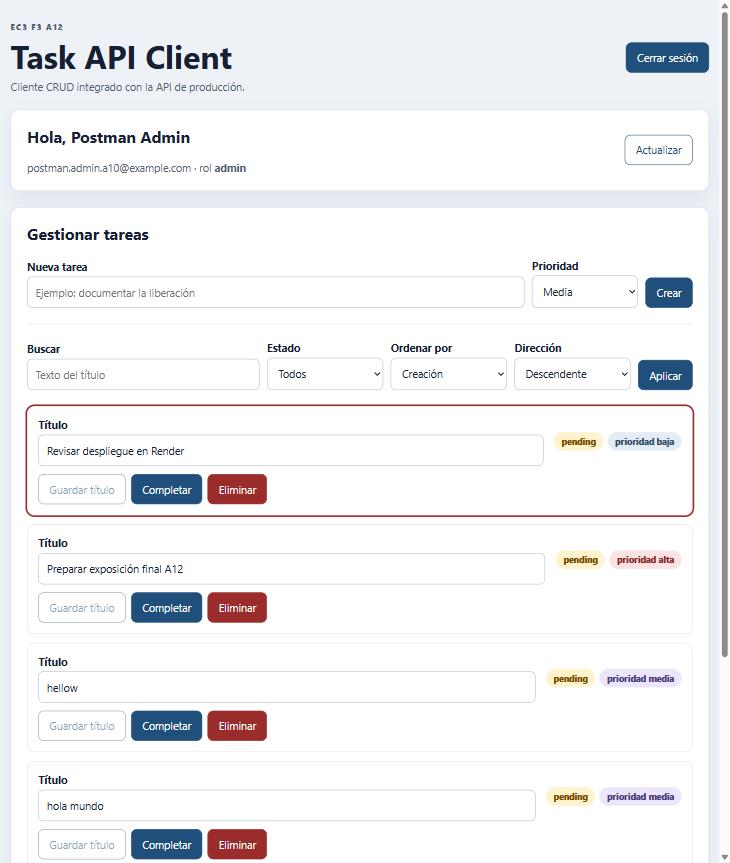 EC3 F3 A12
Task API Client
Cerrar sesión
Cliente CRUD integrado con la API de producción.
Hola, Postman Admin
Actualizar
postman.admin.a10@example.com · rol admin
Gestionar tareas
Nueva tarea
Prioridad
Ejemplo: documentar la liberación
Media
Crear
Buscar
Estado
Ordenar por
Dirección
Texto del título
Todos
Creación
Descendente
Aplicar
Título
pending
prioridad baja
Revisar despliegue en Render
Guardar título
Completar
Eliminar
Título
pending
prioridad alta
Preparar exposición final A12
Guardar título
Completar
Eliminar
Título
pending
prioridad media
hellow
Guardar título
Completar
Eliminar
Título
pending
prioridad media
hola mundo
Guardar título
Completar
Eliminar